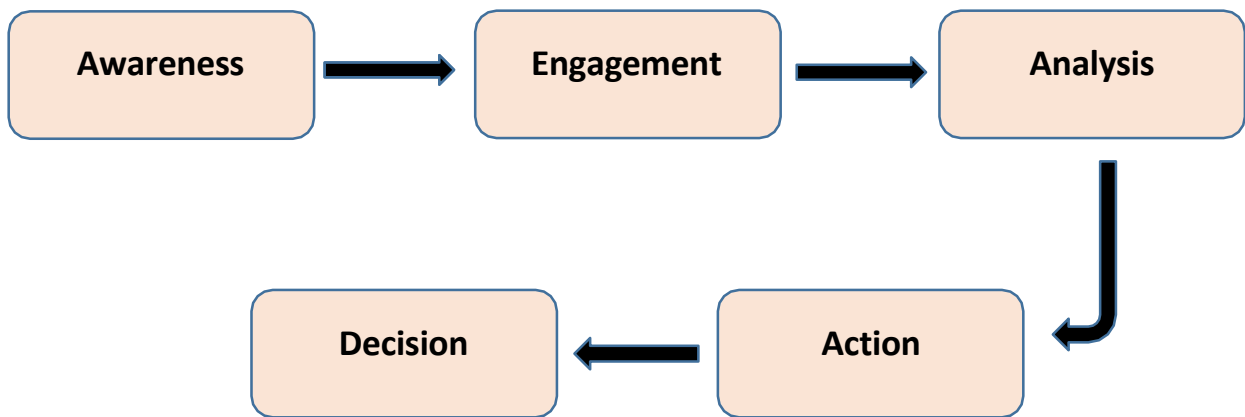 Awareness
Engagement
Analysis
Action
Decision